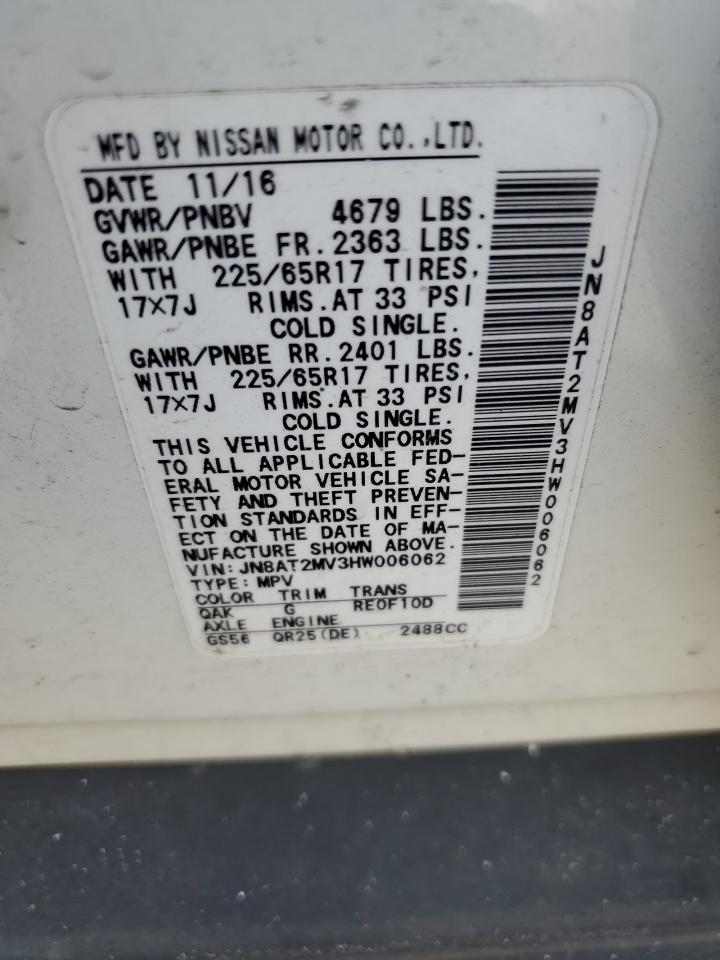 MFD BY NISSAN MOTOR CO.,LTD.
DATE 11/16
GVWR/PNBV 4679 LBS.
GAWR/PNBE FR.2363 LBS.
WITH 225/65R17 TIRES,
17X7J RIMS.AT 33 PSI
COLD SINGLE.
GAWR/PNBE RR.2401 LBS.
WITH 225/65R17 TIRES,
17X7J RIMS.AT 33 PSI
COLD SINGLE.
THIS VEHICLE CONFORMS
TO ALL APPLICABLE FED-
ERAL MOTOR VEHICLE SA-
FETY AND THEFT PREVEN-
TION STANDARDS IN EFF-
ECT ON THE DATE OF MA-
NUFACTURE SHOWN ABOVE.
VIN: JN8AT2MV3HW006062
TYPE: MPV
COLOR TRIM TRANS
QAK G RE0F10D
AXLE ENGINE
GS56 QR25(DE) 2488CC
JN8AT2MV3HW006062